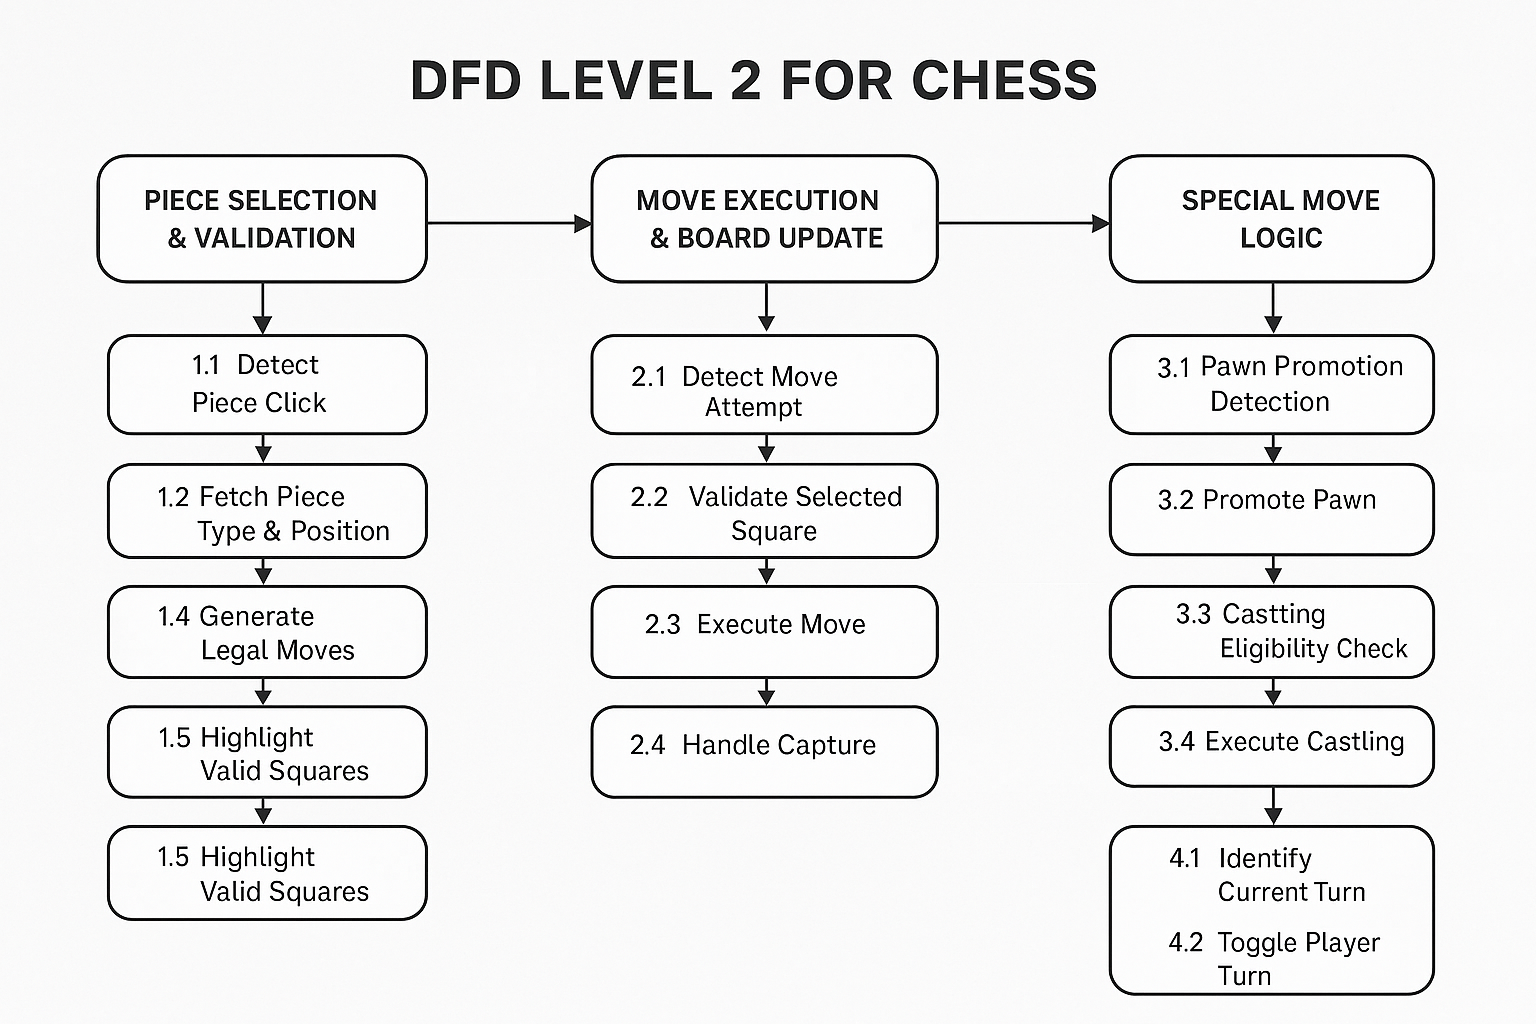 DFD LEVEL 2 FOR CHESS
PIECE SELECTION
& VALIDATION
MOVE EXECUTION
& BOARD UPDATE
SPECIAL MOVE
LOGIC
1.1 Detect
Piece Click
1.2 Fetch Piece
Type & Position
1.4 Generate
Legal Moves
1.5 Highlight
Valid Squares
1.5 Highlight
Valid Squares
2.1 Detect Move
Attempt
2.2 Validate Selected
Square
2.3 Execute Move
2.4 Handle Capture
3.1 Pawn Promotion
Detection
3.2 Promote Pawn
3.3 Castting
Eligibility Check
3.4 Execute Castling
4.1 Identify
Current Turn
4.2 Toggle Player
Turn